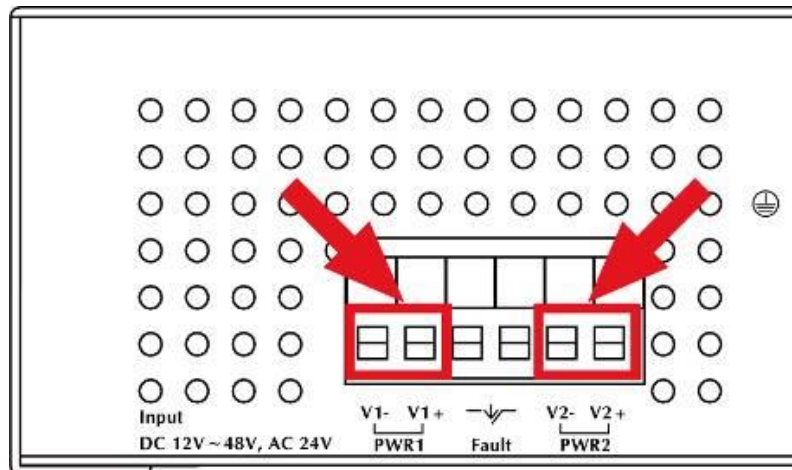 Input
V1- V1+ V2- V2+
DC 12V ~ 48V, AC 24V PWR1 Fault PWR2